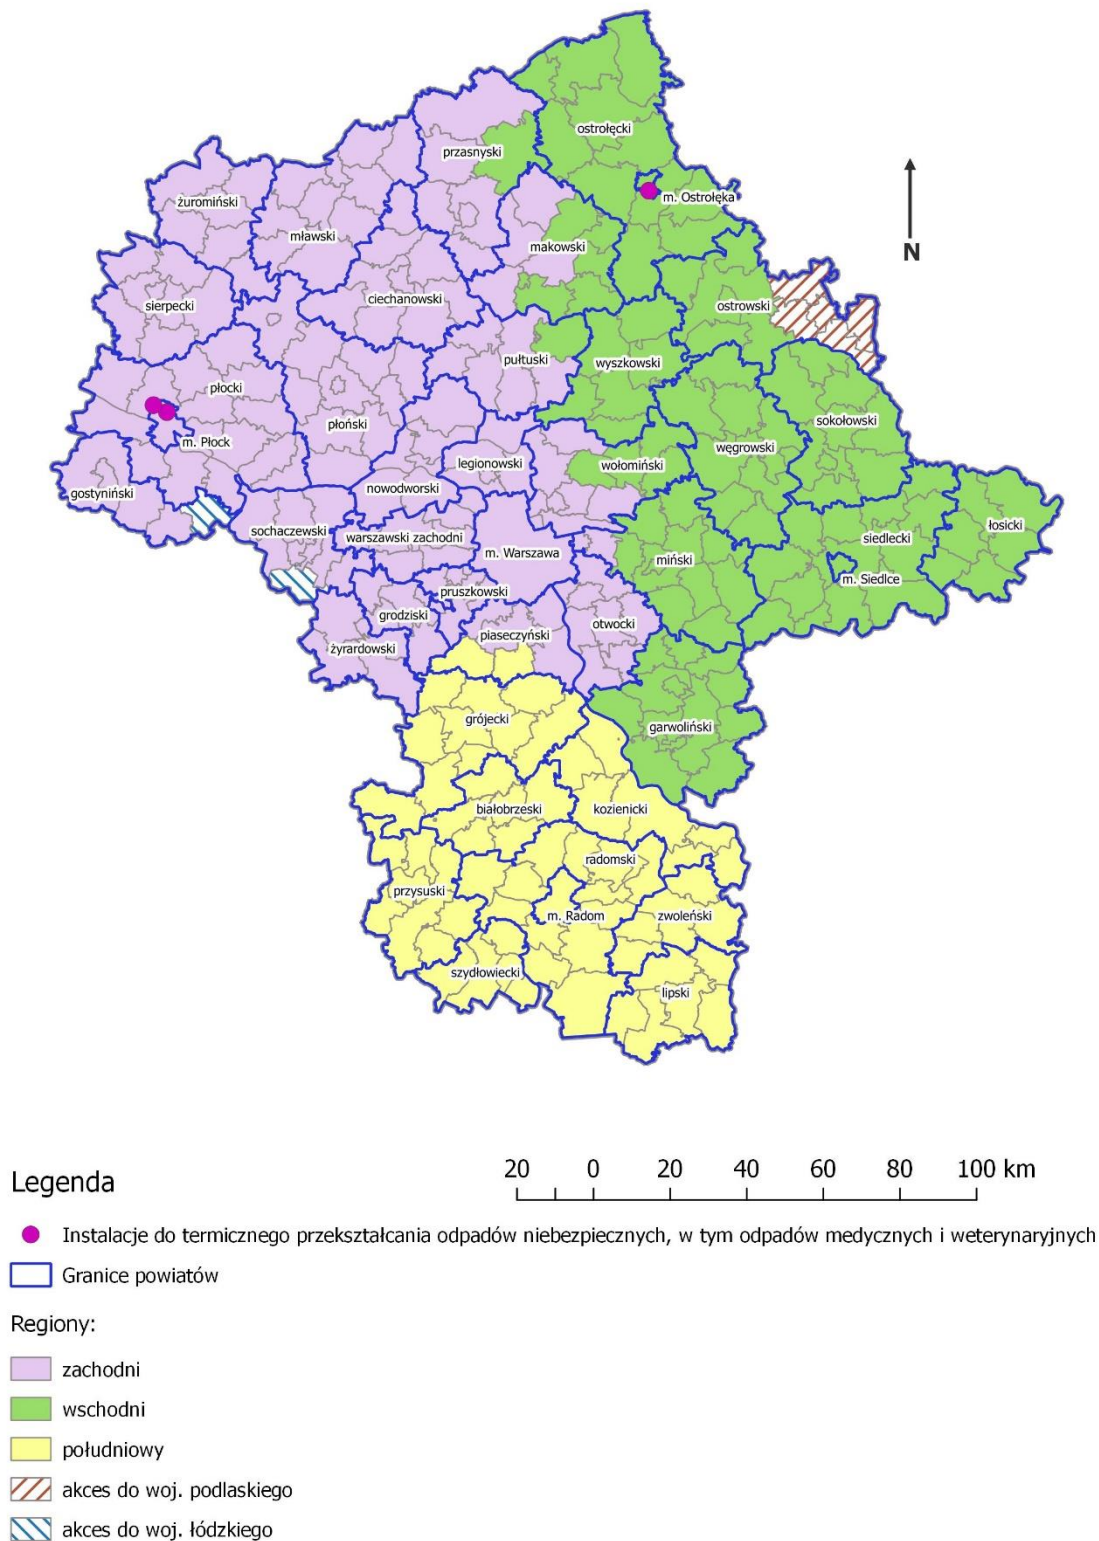 ostrołęcki
przasnyski
m. Ostrołęka
żuromiński
mławski
makowski
N
ciechanowski
sierpecki
ostrowski
pułtuski
wyszkowski
płocki
płoński
sokołowski
m. Płock
węgrowski
legionowski
wołomiński
gostyniński
nowodworski
sochaczewski
łosicki
warszawski zachodni
siedlecki
m. Warszawa
miński
m. Siedlce
pruszkowski
grodziski
otwocki
piaseczyński
żyrardowski
grójecki
garwoliński
białobrzeski
kozienicki
radomski
przysuski
m. Radom
zwoleński
szydłowiecki
lipski
20 0 20 40 60 80 100 km
Legenda
Instalacje do termicznego przekształcania odpadów niebezpiecznych, w tym odpadów medycznych i weterynaryjnych
Granice powiatów
Regiony:
zachodni
wschodni
południowy
akces do woj. podlaskiego
akces do woj. łódzkiego